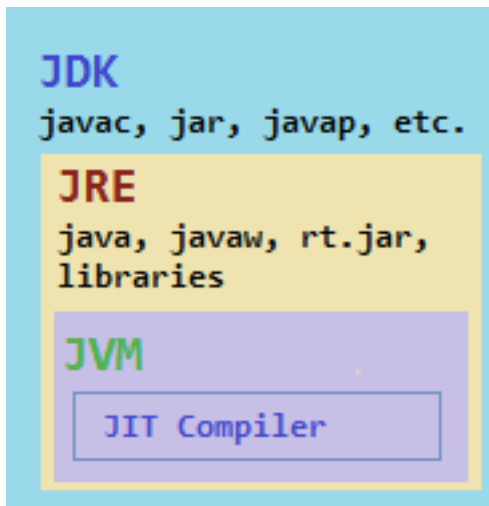 JDK
javac, jar, javap, etc.
JRE
java, javaw, rt.jar,
libraries
JVM
JIT Compiler